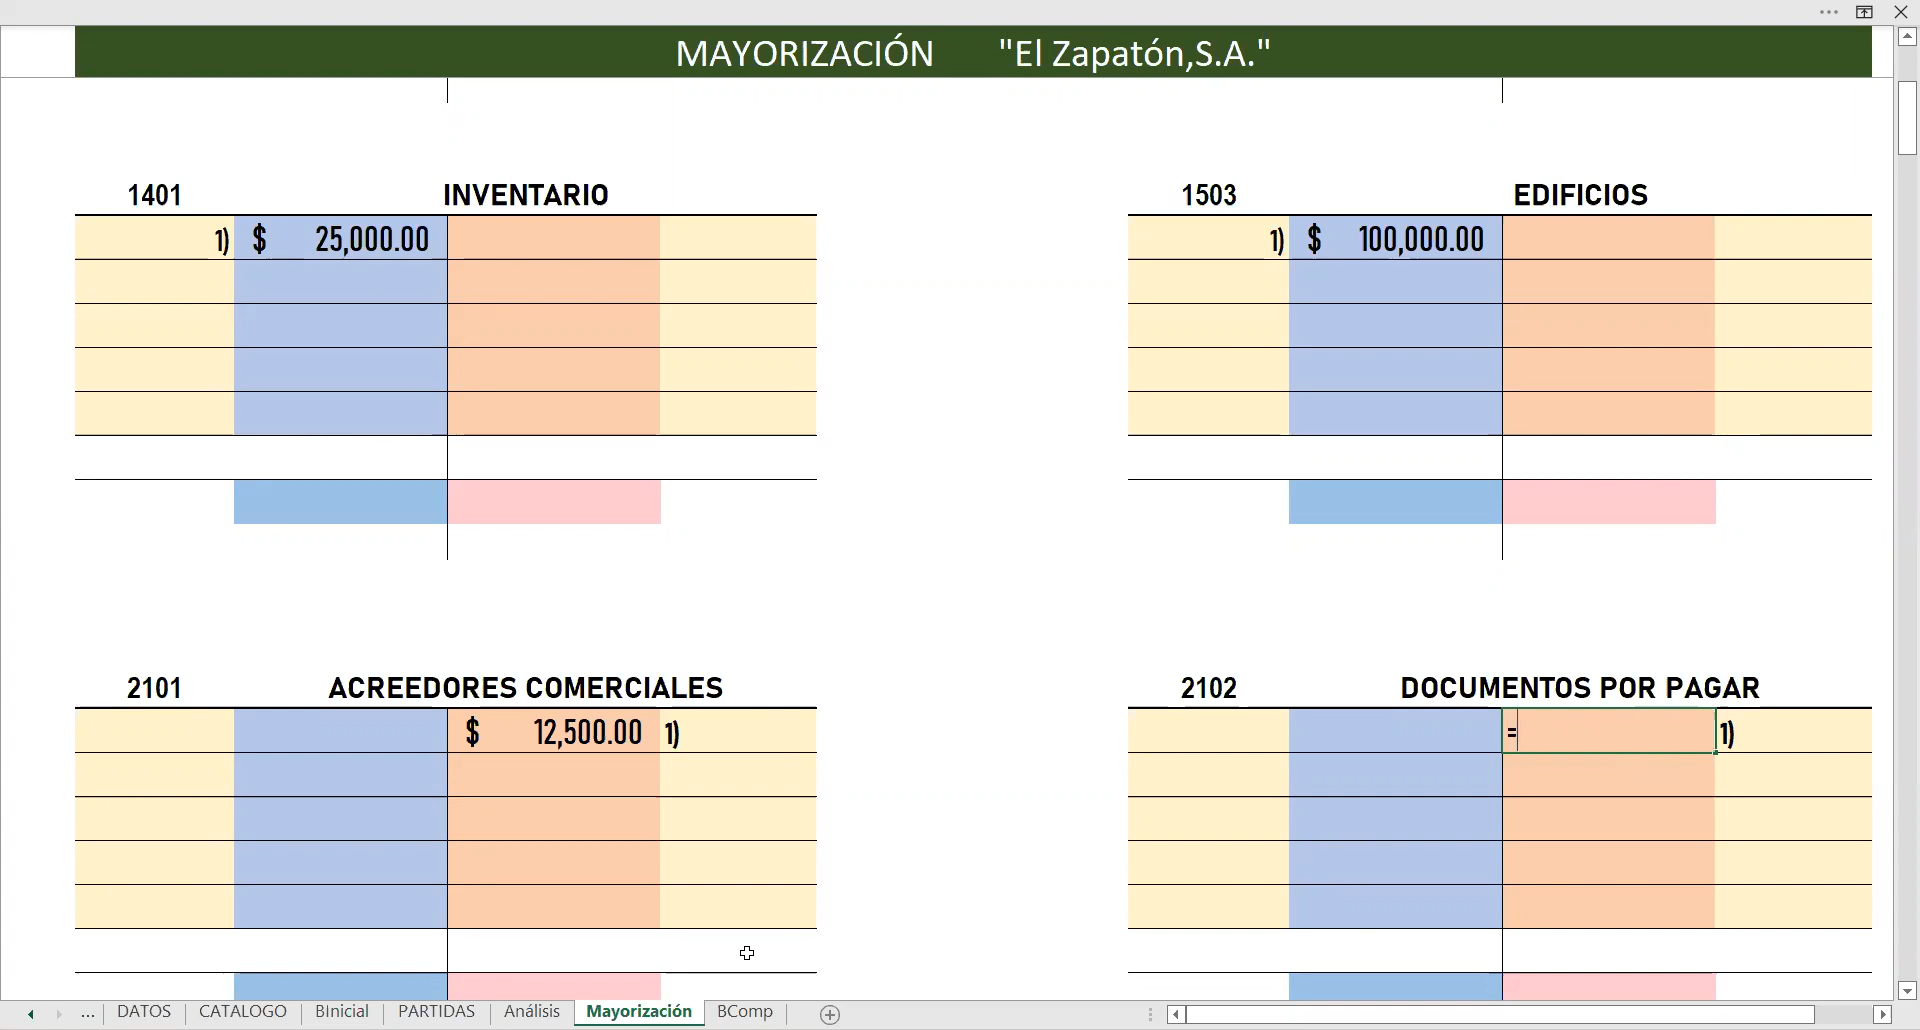 MAYORIZACIÓN "El Zapatón,S.A."
1401 INVENTARIO
1) $ 25,000.00
1503 EDIFICIOS
1) $ 100,000.00
2101 ACREEDORES COMERCIALES
$ 12,500.00 1)
2102 DOCUMENTOS POR PAGAR
= 1)
... DATOS CATALOGO BInicial PARTIDAS Análisis Mayorización BComp